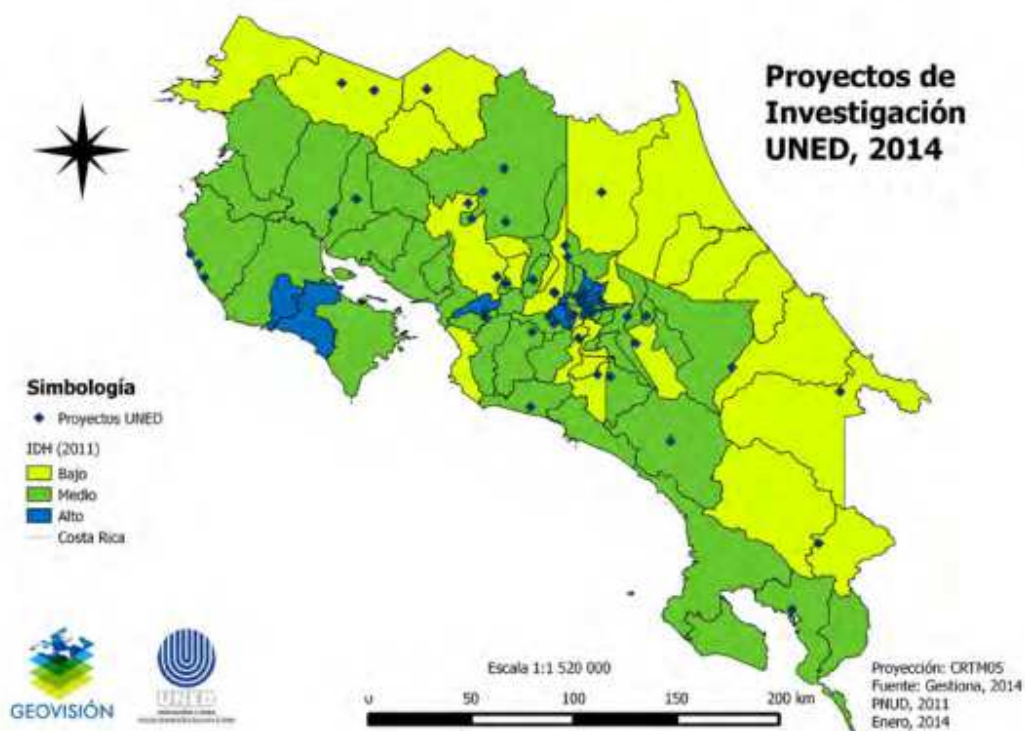 Proyectos de
Investigación
UNED, 2014
Simbología
Proyectos UNED
IDH (2011)
Bajo
Medio
Alto
Costa Rica
GEOVISIÓN
UNED
Escala 1:1 520 000
0 50 100 150 200 km
Proyección: CRTM05
Fuente: Gestiona, 2014
PNUD, 2011
Enero, 2014